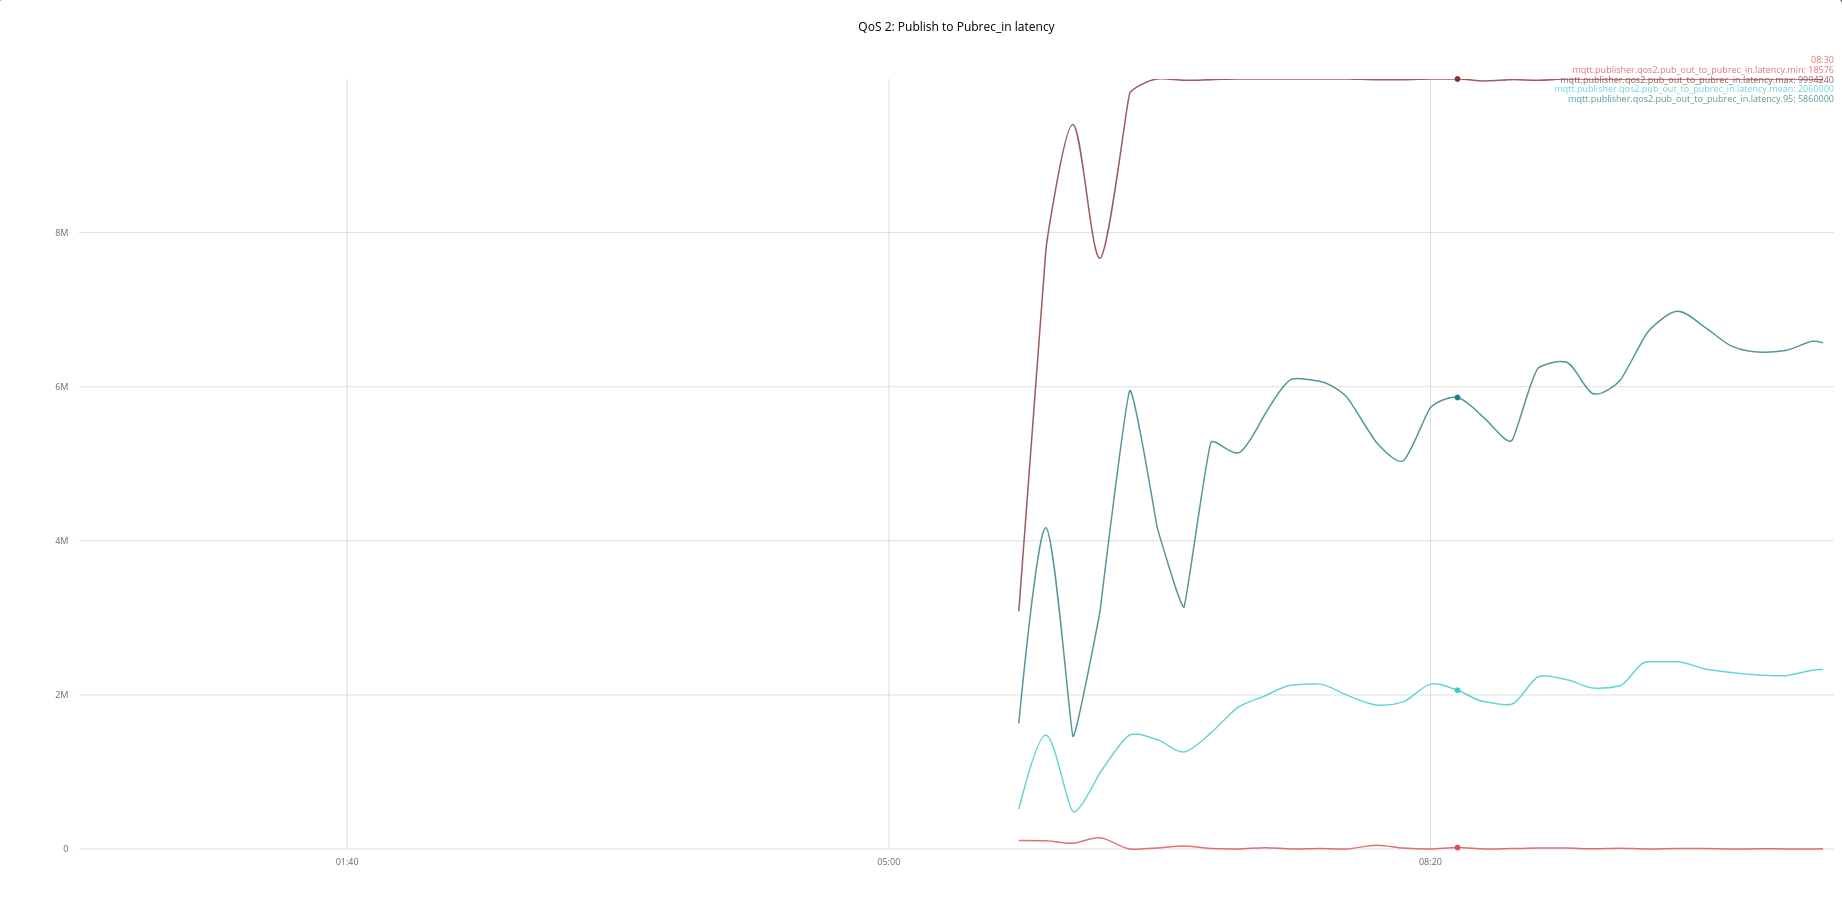 QoS 2: Publish to Pubrec_in latency
08:30
mqtt.publisher.qos2.pub_out_to_pubrec_in.latency.min: 18576
mqtt.publisher.qos2.pub_out_to_pubrec_in.latency.max: 9994240
mqtt.publisher.qos2.pub_out_to_pubrec_in.latency.mean: 2060000
mqtt.publisher.qos2.pub_out_to_pubrec_in.latency.95: 5860000
8M
6M
4M
2M
0
01:40
05:00
08:20